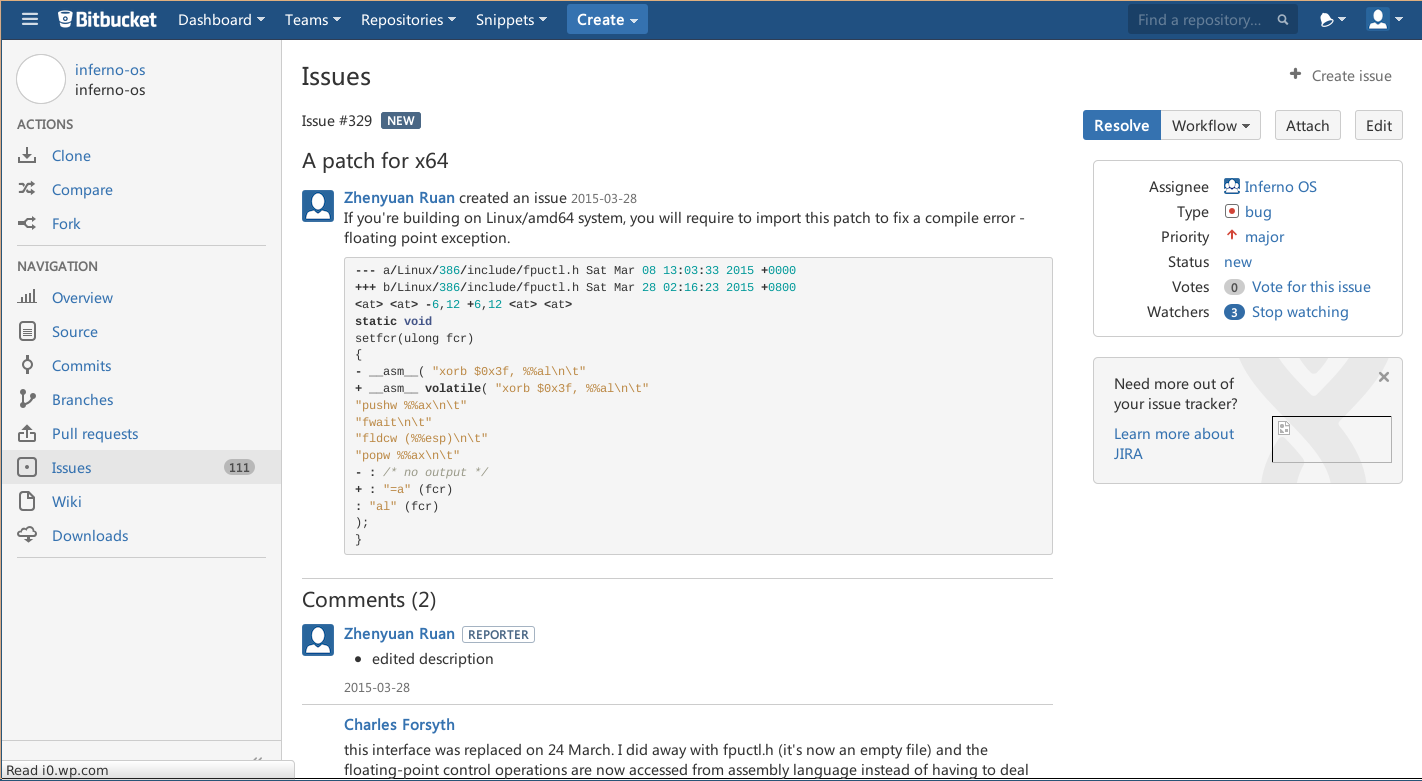 Bitbucket Dashboard Teams Repositories Snippets Create Find a repository...
inferno-os
inferno-os
ACTIONS
Clone
Compare
Fork
NAVIGATION
Overview
Source
Commits
Branches
Pull requests
Issues 111
Wiki
Downloads
Issues
Create issue
Issue #329 NEW
Resolve Workflow Attach Edit
A patch for x64
Zhenyuan Ruan created an issue 2015-03-28
If you're building on Linux/amd64 system, you will require to import this patch to fix a compile error -
floating point exception.
--- a/Linux/386/include/fpuctl.h Sat Mar 08 13:03:33 2015 +0000
+++ b/Linux/386/include/fpuctl.h Sat Mar 28 02:16:23 2015 +0800
<at> <at> -6,12 +6,12 <at> <at>
static void
setfcr(ulong fcr)
{
- __asm__( "xorb $0x3f, %%al\n\t"
+ __asm__ volatile( "xorb $0x3f, %%al\n\t"
"pushw %%ax\n\t"
"fwait\n\t"
"fldcw (%%esp)\n\t"
"popw %%ax\n\t"
- : /* no output */
+ : "=a" (fcr)
: "al" (fcr)
);
}
Comments (2)
Zhenyuan Ruan REPORTER
• edited description
2015-03-28
Charles Forsyth
this interface was replaced on 24 March. I did away with fpuctl.h (it's now an empty file) and the
floating-point control operations are now accessed from assembly language instead of having to deal
Assignee Inferno OS
Type bug
Priority major
Status new
Votes 0 Vote for this issue
Watchers 3 Stop watching
Need more out of
your issue tracker?
Learn more about
JIRA
Read i0.wp.com